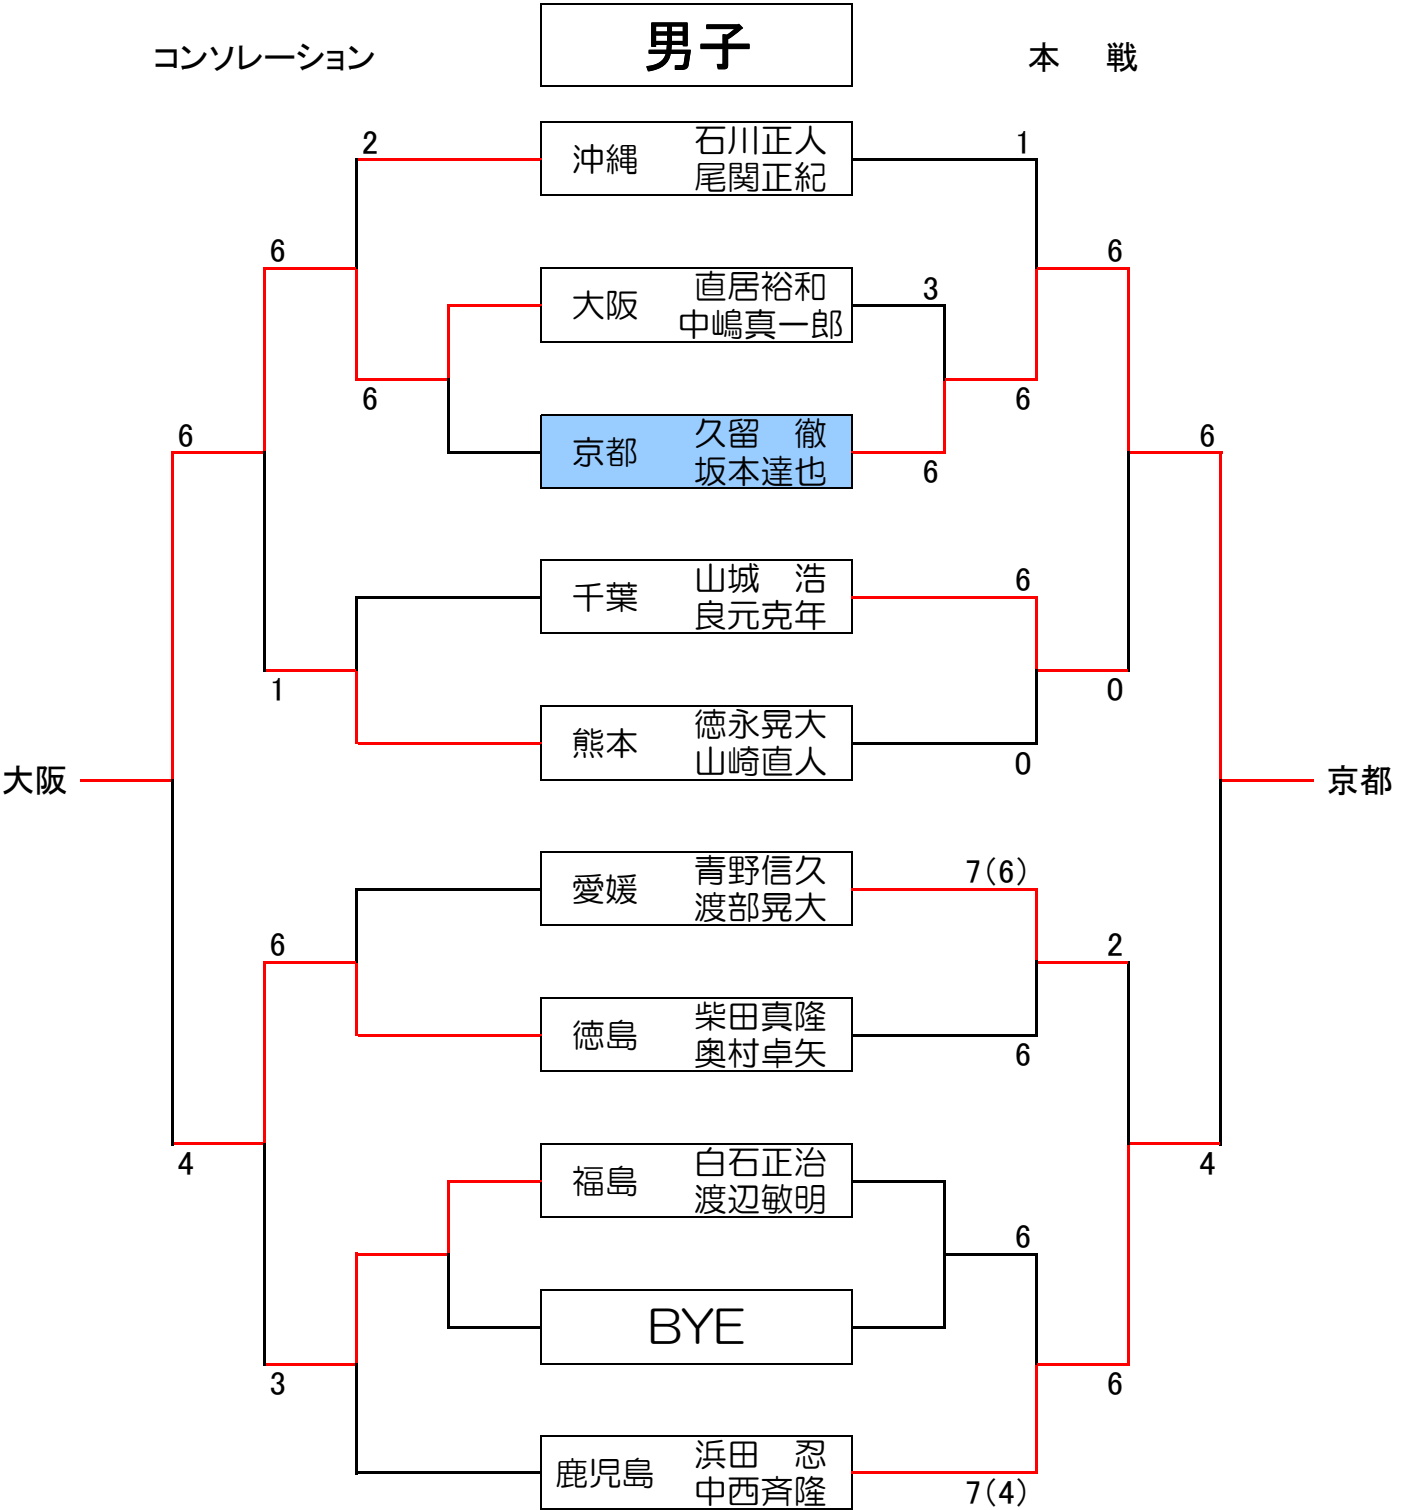 男子
コンソレーション
本　戦
2
沖縄
石川正人
尾関正紀
1
6
6
大阪
直居裕和
中嶋真一郎
3
6
6
6
京都
久留　徹
坂本達也
6
6
千葉
山城　浩
良元克年
6
1
0
熊本
徳永晃大
山崎直人
0
大阪
京都
愛媛
青野信久
渡部晃大
7(6)
6
2
徳島
柴田真隆
奥村卓矢
6
4
4
福島
白石正治
渡辺敏明
6
BYE
3
6
鹿児島
浜田　忍
中西斉隆
7(4)